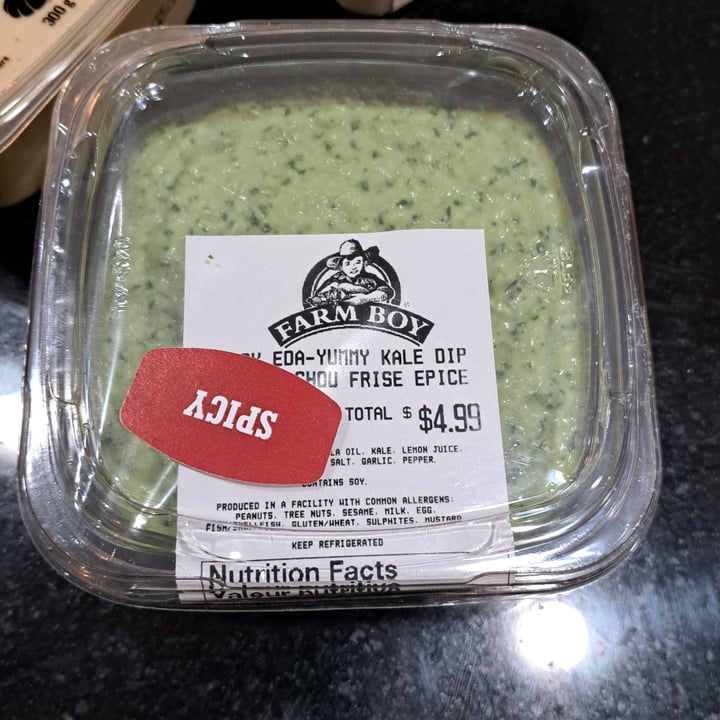 300 g
FARM BOY
EDA-YUMMY KALE DIP
CHOU FRISE EPICE
TOTAL $ $4.99
SPICY
OIL. KALE. LEMON JUICE.
SALT. GARLIC. PEPPER.
CONTAINS SOY.
PRODUCED IN A FACILITY WITH COMMON ALLERGENS:
PEANUTS. TREE NUTS. SESAME. MILK. EGG.
GLUTEN/WHEAT. SULPHITES. MUSTARD
KEEP REFRIGERATED
Nutrition Facts
Valeur nutritive